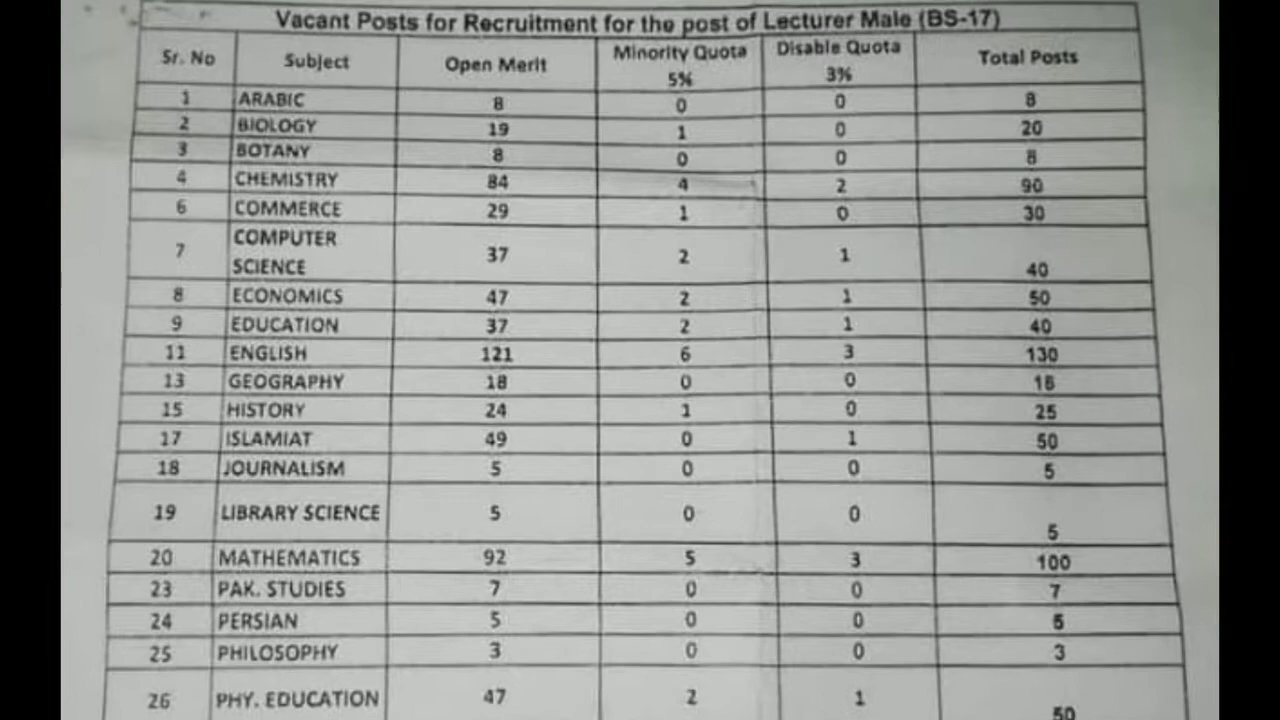 Vacant Posts for Recruitment for the post of Lecturer Male (BS-17)
Sr. No Subject Open Merit Minority Quota 5% Disable Quota 3% Total Posts
1 ARABIC 8 0 0 8
2 BIOLOGY 19 1 0 20
3 BOTANY 8 0 0 8
4 CHEMISTRY 84 4 2 90
6 COMMERCE 29 1 0 30
7 COMPUTER SCIENCE 37 2 1 40
8 ECONOMICS 47 2 1 50
9 EDUCATION 37 2 1 40
11 ENGLISH 121 6 3 130
13 GEOGRAPHY 18 0 0 18
15 HISTORY 24 1 0 25
17 ISLAMIAT 49 0 1 50
18 JOURNALISM 5 0 0 5
19 LIBRARY SCIENCE 5 0 0 5
20 MATHEMATICS 92 5 3 100
23 PAK. STUDIES 7 0 0 7
24 PERSIAN 5 0 0 5
25 PHILOSOPHY 3 0 0 3
26 PHY. EDUCATION 47 2 1 50